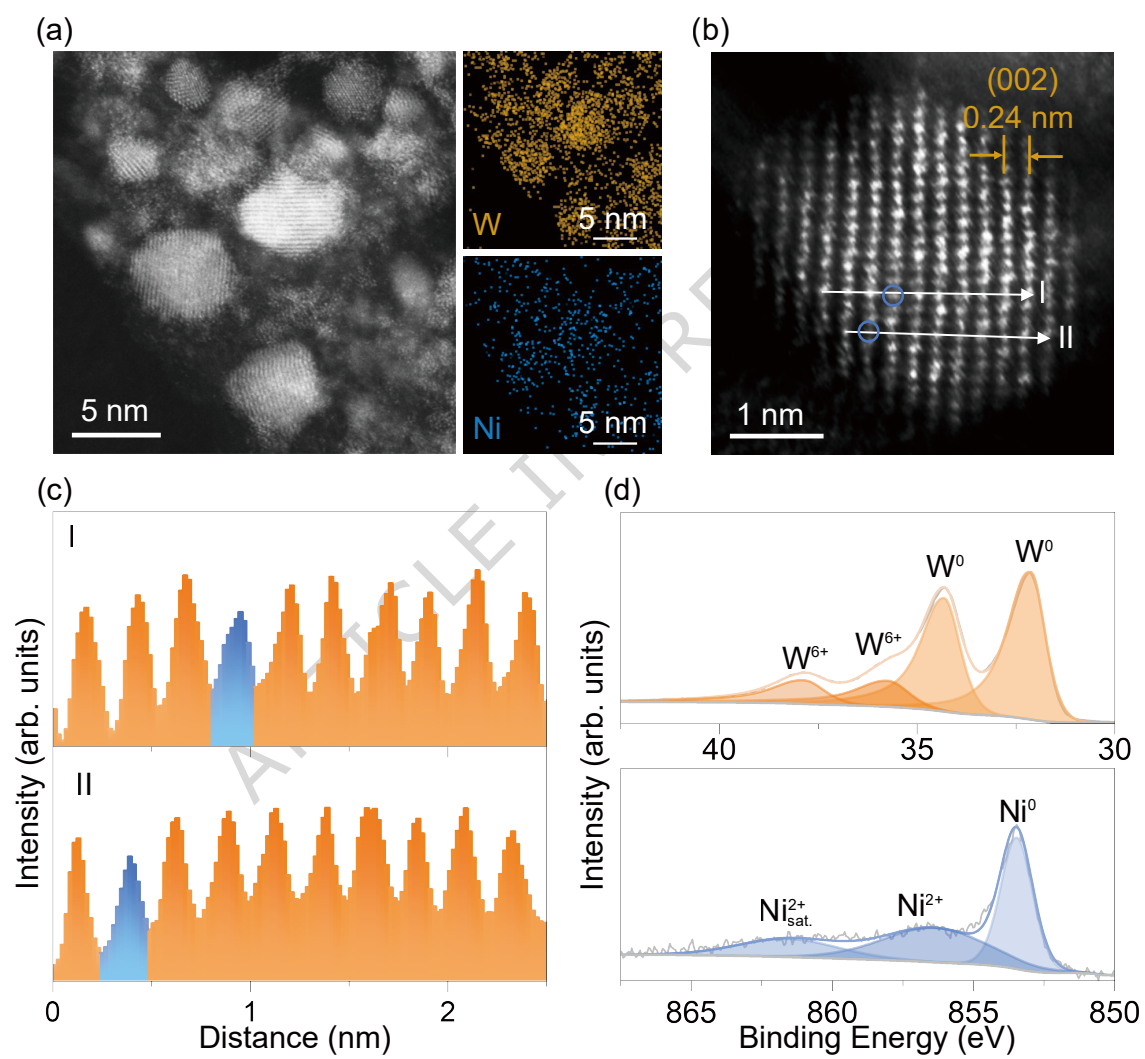 (a)
W
5 nm
5 nm
Ni
5 nm
(b)
(002)
0.24 nm
I
II
1 nm
(c)
I
II
Intensity (arb. units)
0 1 2
Distance (nm)
(d)
W⁰
W⁰
W⁶⁺
W⁶⁺
40 35 30
Ni⁰
Ni²⁺
Ni²⁺sat.
Intensity (arb. units)
865 860 855 850
Binding Energy (eV)
ARTICLE IN PRE